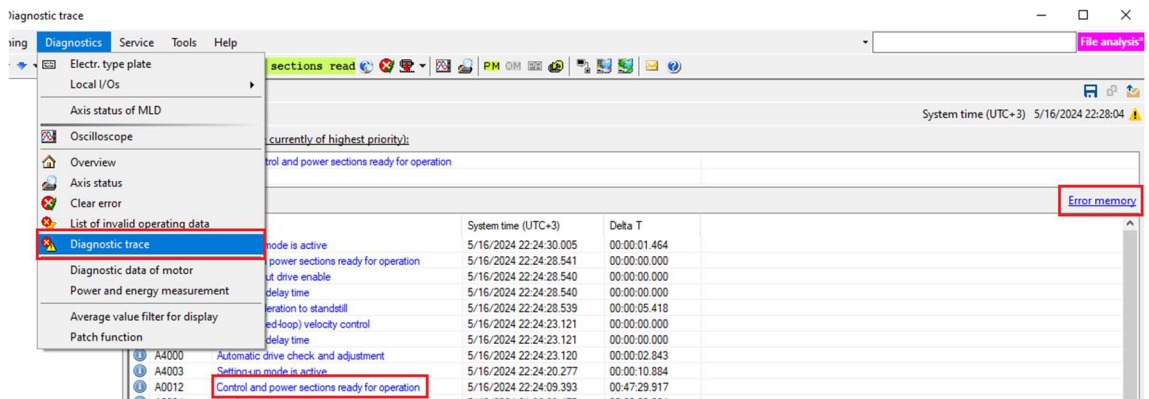 Diagnostic trace
ning Diagnostics Service Tools Help File analysis*
Electr. type plate
sections read PM OM
Local I/Os
Axis status of MLD
System time (UTC+3) 5/16/2024 22:28:04
Oscilloscope
currently of highest priority):
Overview
trol and power sections ready for operation
Axis status
Clear error
Error memory
List of invalid operating data
System time (UTC+3) Delta T
Diagnostic trace
mode is active 5/16/2024 22:24:30.005 00:00:01.464
power sections ready for operation 5/16/2024 22:24:28.541 00:00:00.000
Diagnostic data of motor
ut drive enable 5/16/2024 22:24:28.540 00:00:00.000
Power and energy measurement
delay time 5/16/2024 22:24:28.540 00:00:00.000
eration to standstill 5/16/2024 22:24:28.539 00:00:05.418
Average value filter for display
ed-loop) velocity control 5/16/2024 22:24:23.121 00:00:00.000
Patch function
delay time 5/16/2024 22:24:23.121 00:00:00.000
A4000 Automatic drive check and adjustment 5/16/2024 22:24:23.120 00:00:02.843
A4003 Setting-up mode is active 5/16/2024 22:24:20.277 00:00:10.884
A0012 Control and power sections ready for operation 5/16/2024 22:24:09.393 00:47:29.917